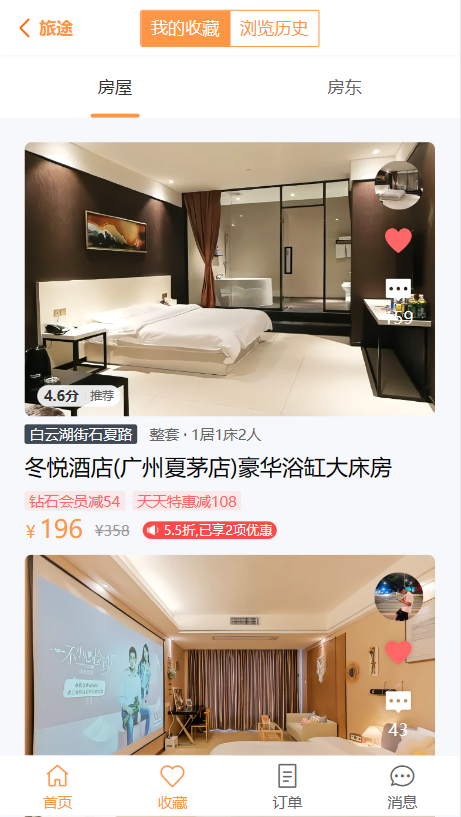 旅途
我的收藏 浏览历史
房屋 房东
159
4.6分 推荐
白云湖街石夏路 整套 · 1居1床2人
冬悦酒店(广州夏茅店)豪华浴缸大床房
钻石会员减54 天天特惠减108
¥196 ¥358 5.5折,已享2项优惠
43
首页 收藏 订单 消息